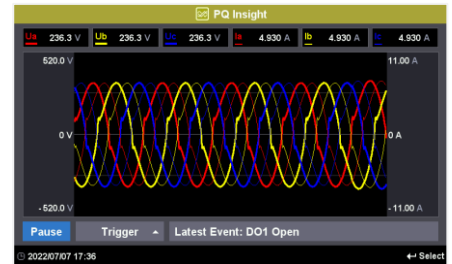 PQ Insight
Ua 236.3 V Ub 236.3 V Uc 236.3 V Ia 4.930 A Ib 4.930 A Ic 4.930 A
520.0 V 11.00 A
0 V 0 A
- 520.0 V - 11.00 A
Pause Trigger Latest Event: DO1 Open
2022/07/07 17:36 Select